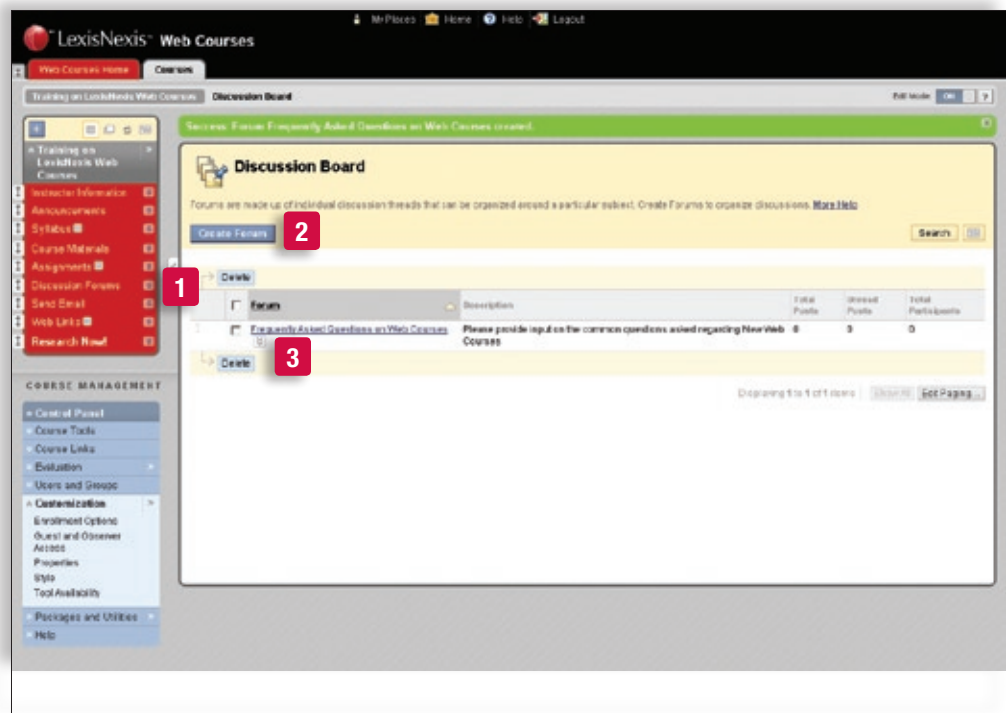 My Places Home Help Logout
LexisNexis™ Web Courses
Web Courses Home Courses
Training on LexisNexis Web Courses Discussion Board Edit Mode ON ?
Success: Forum Frequently Asked Questions on Web Courses created.
Training on
LexisNexis Web
Courses
Instructor Information
Announcements
Syllabus
Course Materials
Assignments
Discussion Forums
Send Email
Web Links
Research Now!
1
COURSE MANAGEMENT
Control Panel
Course Tools
Course Links
Evaluation
Users and Groups
Customization
Enrollment Options
Guest and Observer
Access
Properties
Style
Tool Availability
Packages and Utilities
Help
Discussion Board
Forums are made up of individual discussion threads that can be organized around a particular subject. Create Forums to organize discussions. More Help
Create Forum 2 Search
Delete
Forum Description Total Posts Unread Posts Total Participants
Frequently Asked Questions on Web Courses Please provide input on the common questions asked regarding New Web 0 0 0
Courses
3
Delete
Displaying 1 to 1 of 1 items Show All Edit Paging...